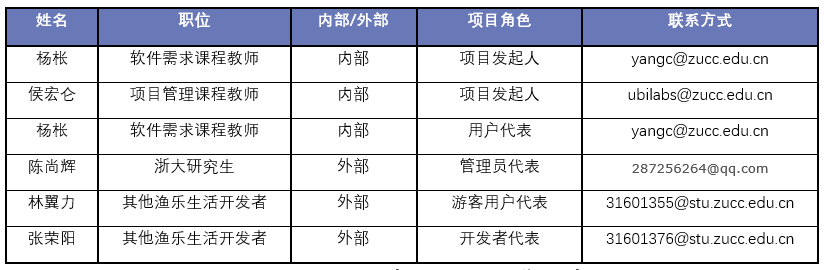 姓名 职位 内部/外部 项目角色 联系方式
杨枨 软件需求课程教师 内部 项目发起人 yangc@zucc.edu.cn
侯宏仑 项目管理课程教师 内部 项目发起人 ubilabs@zucc.edu.cn
杨枨 软件需求课程教师 内部 用户代表 yangc@zucc.edu.cn
陈尚辉 浙大研究生 外部 管理员代表 287256264@qq.com
林翼力 其他渔乐生活开发者 外部 游客用户代表 31601355@stu.zucc.edu.cn
张荣阳 其他渔乐生活开发者 外部 开发者代表 31601376@stu.zucc.edu.cn